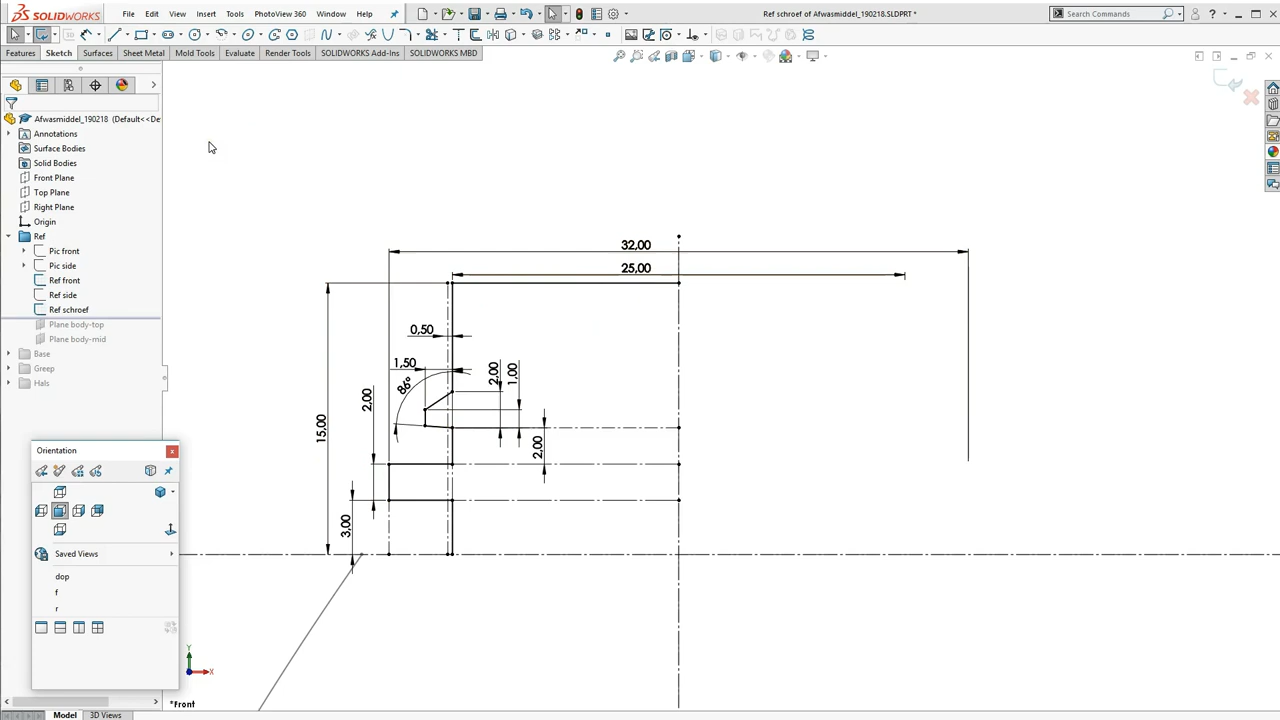 SOLIDWORKS File Edit View Insert Tools PhotoView 360 Window Help
Ref schroef of Afwasmiddel_190218.SLDPRT *
Search Commands
Features Sketch Surfaces Sheet Metal Mold Tools Evaluate Render Tools SOLIDWORKS Add-Ins SOLIDWORKS MBD
Afwasmiddel_190218 (Default<<De
Annotations
Surface Bodies
Solid Bodies
Front Plane
Top Plane
Right Plane
Origin
Ref
Pic front
Pic side
Ref front
Ref side
Ref schroef
Plane body-top
Plane body-mid
Base
Greep
Hals
32,00
25,00
0,50
1,50
86°
2,00
1,00
2,00
15,00
2,00
3,00
Orientation
Saved Views
dop
f
r
Y
X
*Front
Model 3D Views